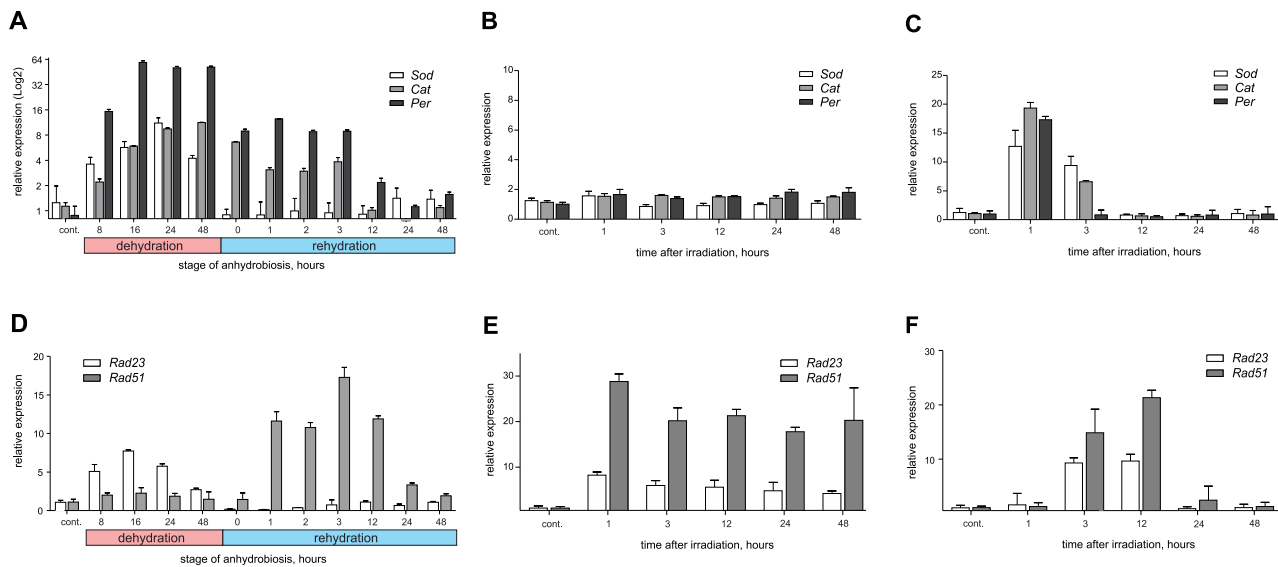 A
relative expression (Log2)
64
32
16
8
4
2
1
Sod
Cat
Per
cont. 8 16 24 48 0 1 2 3 12 24 48
dehydration rehydration
stage of anhydrobiosis, hours
B
relative expression
10
8
6
4
2
0
Sod
Cat
Per
cont. 1 3 12 24 48
time after irradiation, hours
C
relative expression
25
20
15
10
5
0
Sod
Cat
Per
cont. 1 3 12 24 48
time after irradiation, hours
D
relative expression
20
15
10
5
0
Rad23
Rad51
cont. 8 16 24 48 0 1 2 3 12 24 48
dehydration rehydration
stage of anhydrobiosis, hours
E
relative expression
30
20
10
Rad23
Rad51
cont. 1 3 12 24 48
time after irradiation, hours
F
relative expression
30
20
10
Rad23
Rad51
cont. 1 3 12 24 48
time after irradiation, hours